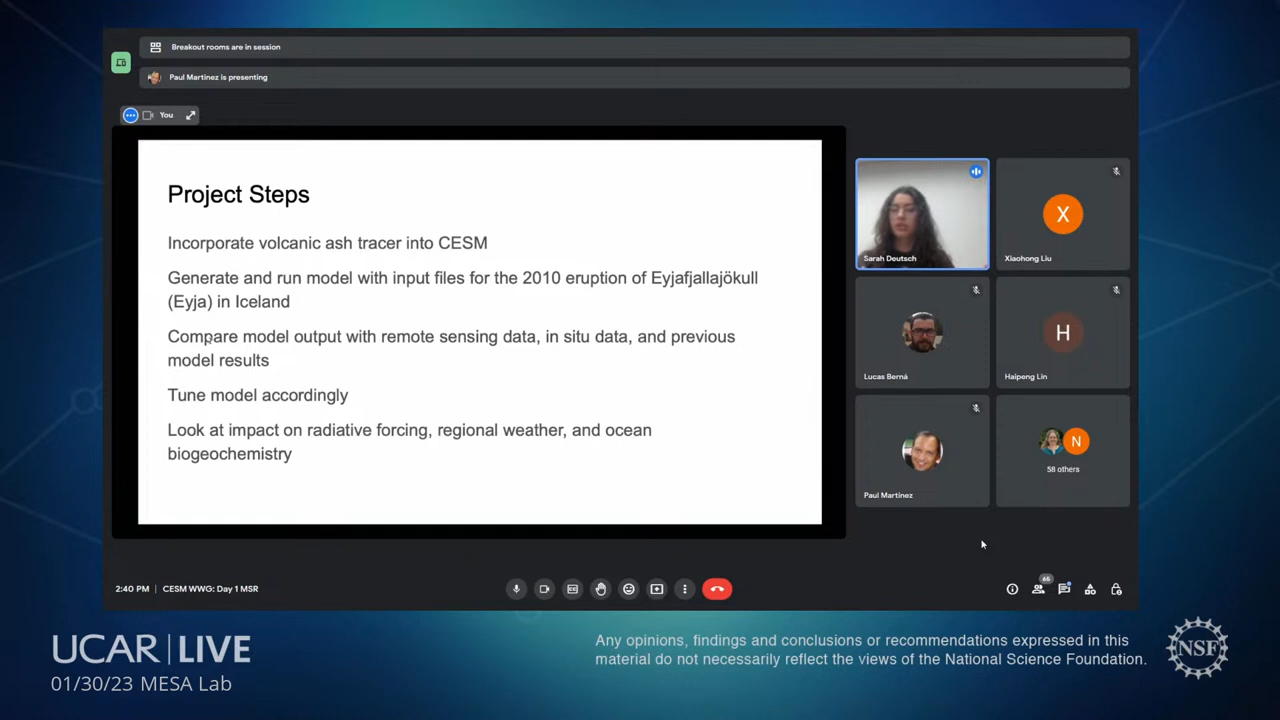 Breakout rooms are in session
Paul Martinez is presenting
You
Project Steps
Incorporate volcanic ash tracer into CESM
Generate and run model with input files for the 2010 eruption of Eyjafjallajökull
(Eyja) in Iceland
Compare model output with remote sensing data, in situ data, and previous
model results
Tune model accordingly
Look at impact on radiative forcing, regional weather, and ocean
biogeochemistry
Sarah Deutsch
X
Xiaohong Liu
Lucas Berná
H
Haipeng Lin
Paul Martinez
N
58 others
2:40 PM | CESM WWG: Day 1 MSR
65
UCAR | LIVE
01/30/23 MESA Lab
Any opinions, findings and conclusions or recommendations expressed in this
material do not necessarily reflect the views of the National Science Foundation.
NSF